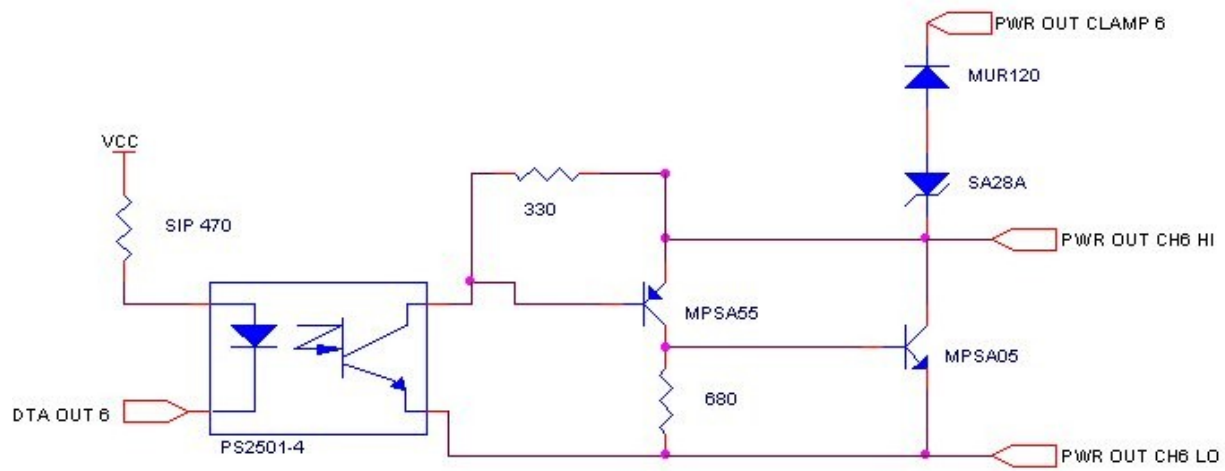 PWR OUT CLAMP 6
MUR120
VCC
SIP 470
330
SA28A
PWR OUT CH6 HI
MPSA55
MPSA05
680
DTA OUT 6
PS2501-4
PWR OUT CH6 LO